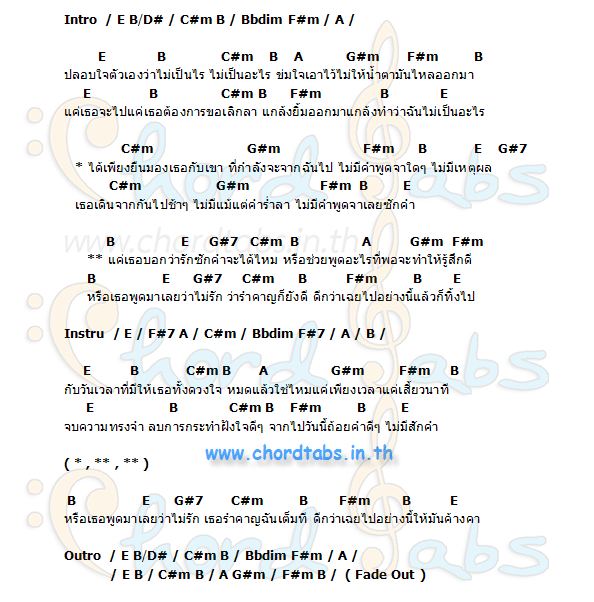 Intro / E B/D# / C#m B / Bbdim F#m / A /
E B C#m B A G#m F#m B
ปลอบใจตัวเองว่าไม่เป็นไร ไม่เป็นอะไร ข่มใจเอาไว้ไม่ให้น้ำตามันไหลออกมา
E B C#m B F#m B E
แค่เธอจะไปแค่เธอต้องการขอเลิกลา แกล้งยิ้มออกมาแกล้งทำว่าฉันไม่เป็นอะไร
C#m G#m F#m B E G#7
* ได้เพียงยืนมองเธอกับเขา ที่กำลังจะจากฉันไป ไม่มีคำพูดจาใดๆ ไม่มีเหตุผล
C#m G#m F#m B E
เธอเดินจากกันไปช้าๆ ไม่มีแม้แต่คำร่ำลา ไม่มีคำพูดจาเลยซักคำ
www.chordtabs.in.th
B E G#7 C#m B A G#m F#m
** แค่เธอบอกว่ารักซักคำจะได้ไหม หรือช่วยพูดอะไรที่พอจะทำให้รู้สึกดี
B E G#7 C#m B F#m B E
หรือเธอพูดมาเลยว่าไม่รัก ว่ารำคาญก็ยังดี ดีกว่าเฉยไปอย่างนี้แล้วก็ทิ้งไป
Instru / E / F#7 A / C#m / Bbdim F#7 / A / B /
E B C#m B A G#m F#m B
กับวันเวลาที่มีให้เธอทั้งดวงใจ หมดแล้วใช่ไหมแค่เพียงเวลาแค่เสี้ยวนาที
E B C#m B F#m B E
จบความทรงจำ ลบการกระทำฝังใจดีๆ จากไปวันนี้ถ้อยคำดีๆ ไม่มีสักคำ
www.chordtabs.in.th
( * , ** , ** )
B E G#7 C#m B F#m B E
หรือเธอพูดมาเลยว่าไม่รัก เธอรำคาญฉันเต็มที่ ดีกว่าเฉยไปอย่างนี้ให้มันค้างคา
Outro / E B/D# / C#m B / Bbdim F#m / A /
/ E B / C#m B / A G#m / F#m B / ( Fade Out )